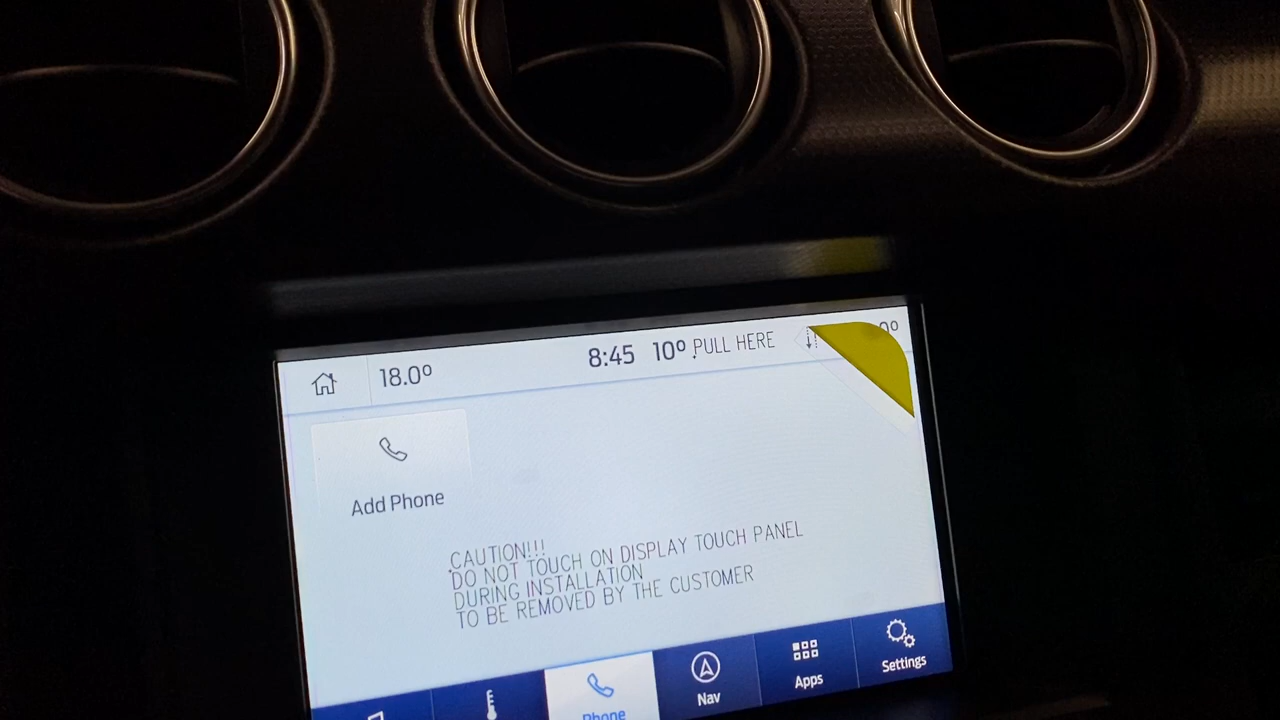 18.0° 8:45 10° PULL HERE 0°
Add Phone
CAUTION!!!
DO NOT TOUCH ON DISPLAY TOUCH PANEL
DURING INSTALLATION
TO BE REMOVED BY THE CUSTOMER
Phone Nav Apps Settings